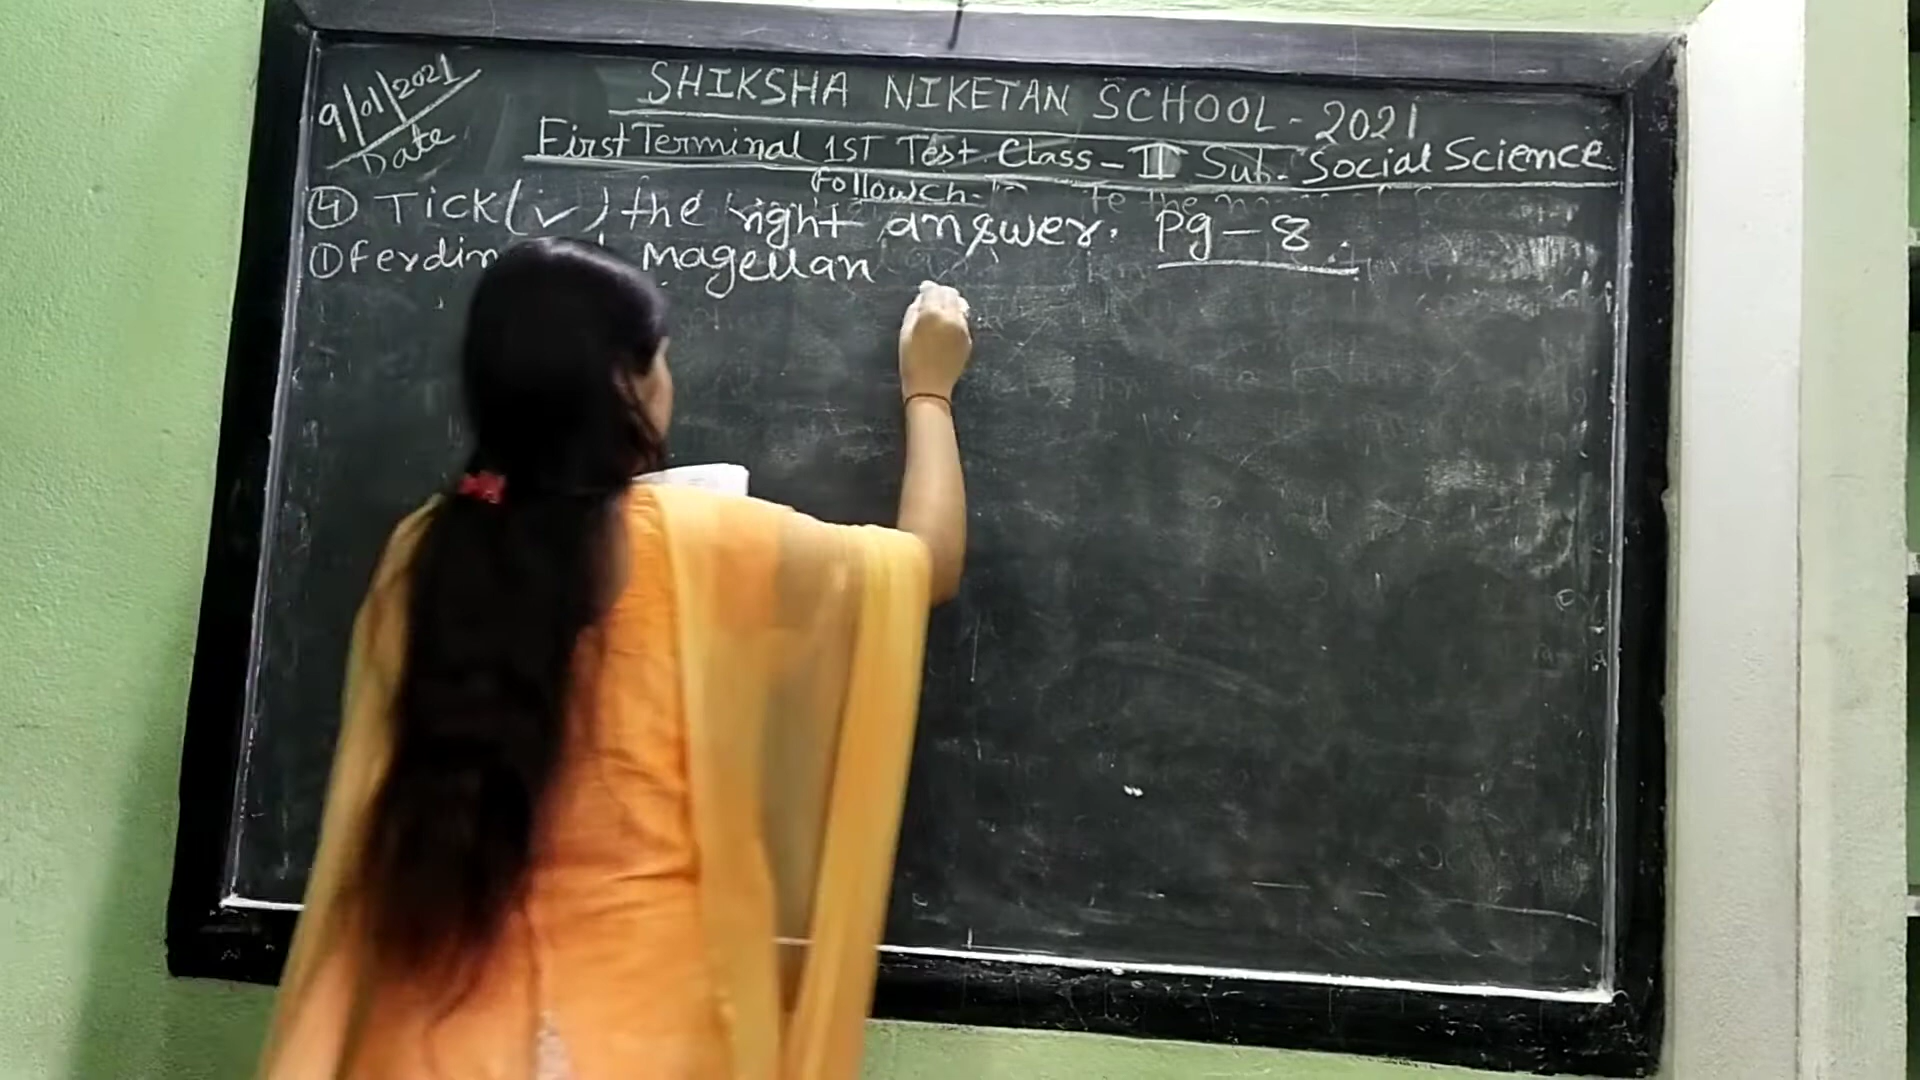 9/01/2021
Date
SHIKSHA NIKETAN SCHOOL - 2021
First Terminal 1ST Test Class - II Sub. Social Science
Follow ch-
④ Tick (✓) the right answer. Pg - 8.
① Ferdin Magellan